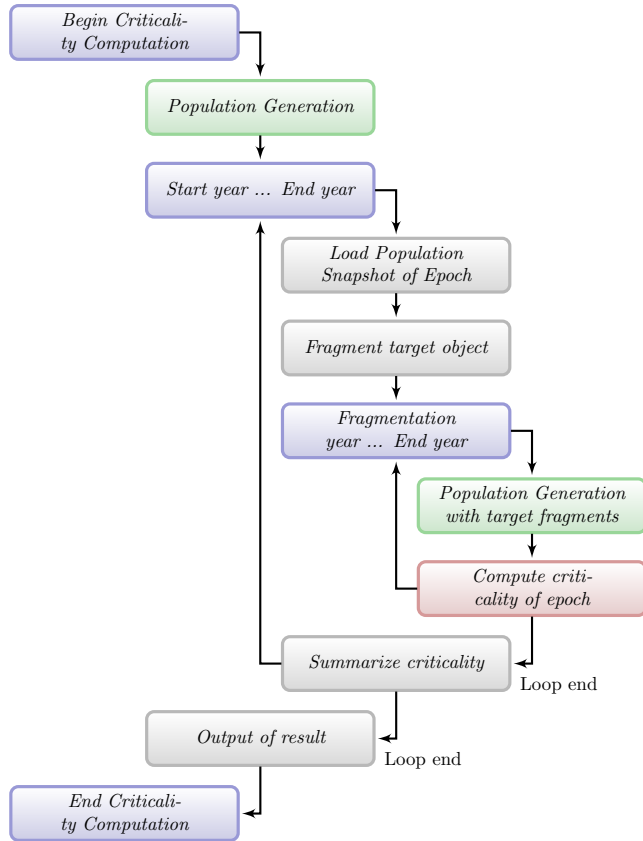 Begin Criticali-
ty Computation
Population Generation
Start year ... End year
Load Population
Snapshot of Epoch
Fragment target object
Fragmentation
year ... End year
Population Generation
with target fragments
Compute criti-
cality of epoch
Summarize criticality
Loop end
Output of result
Loop end
End Criticali-
ty Computation